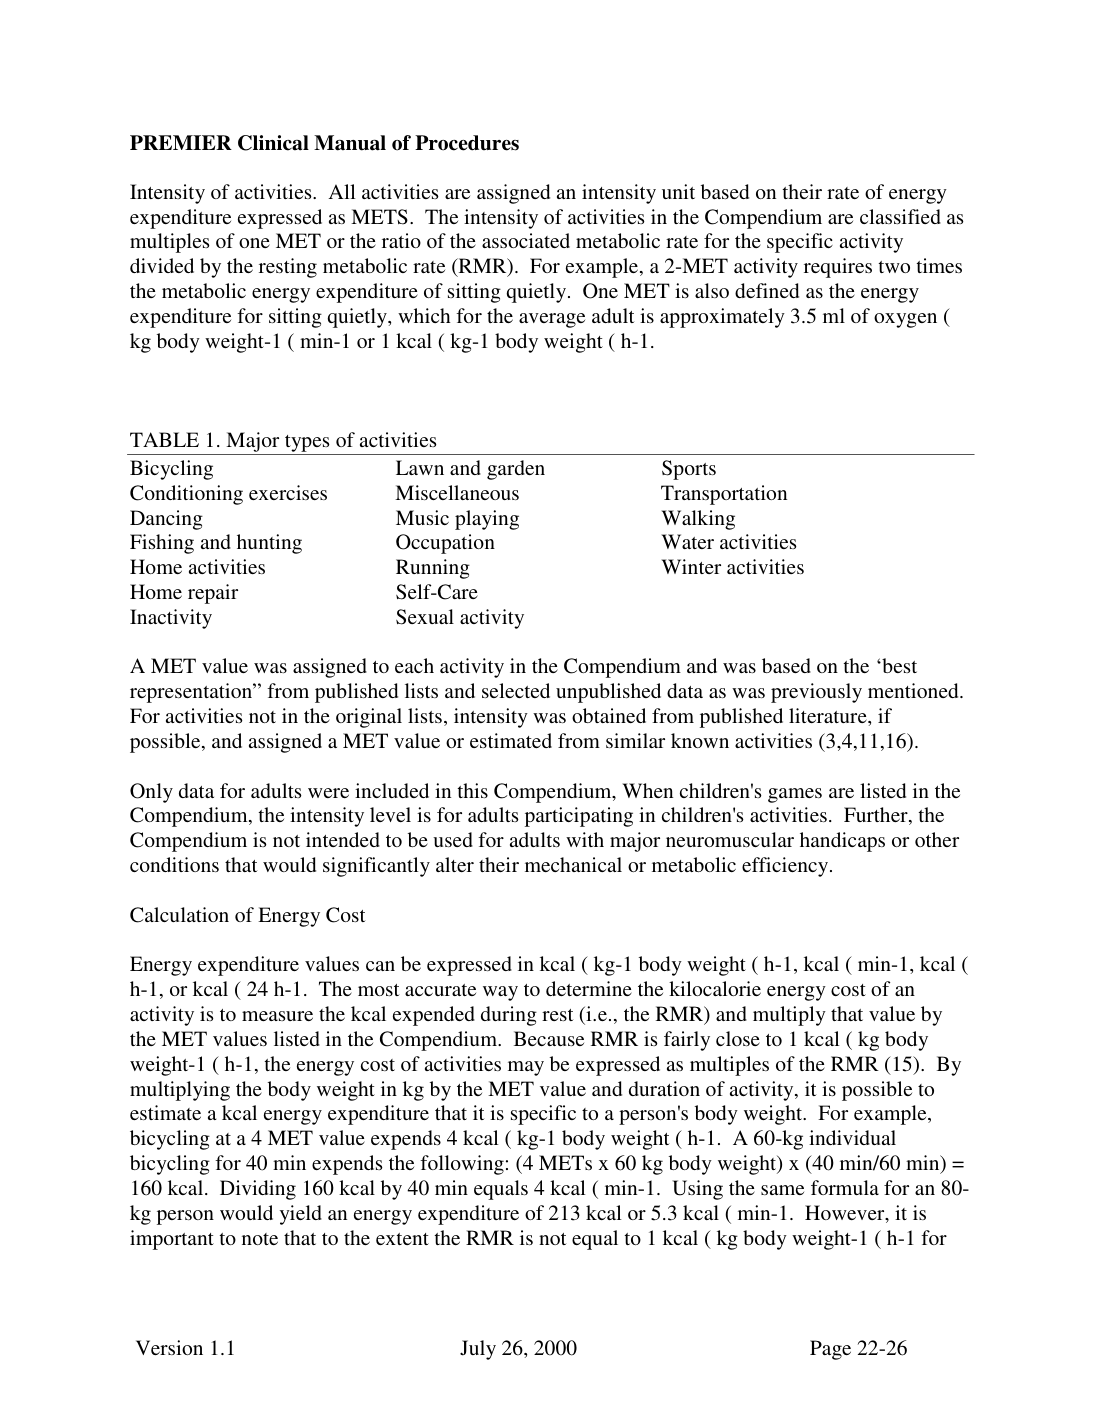 PREMIER Clinical Manual of Procedures
Intensity of activities.  All activities are assigned an intensity unit based on their rate of energy
expenditure expressed as METS.  The intensity of activities in the Compendium are classified as
multiples of one MET or the ratio of the associated metabolic rate for the specific activity
divided by the resting metabolic rate (RMR).  For example, a 2-MET activity requires two times
the metabolic energy expenditure of sitting quietly.  One MET is also defined as the energy
expenditure for sitting quietly, which for the average adult is approximately 3.5 ml of oxygen (
kg body weight-1 ( min-1 or 1 kcal ( kg-1 body weight ( h-1.
TABLE 1. Major types of activities
Bicycling Lawn and garden Sports
Conditioning exercises Miscellaneous Transportation
Dancing Music playing Walking
Fishing and hunting Occupation Water activities
Home activities Running Winter activities
Home repair Self-Care
Inactivity Sexual activity
A MET value was assigned to each activity in the Compendium and was based on the ‘best
representation” from published lists and selected unpublished data as was previously mentioned.
For activities not in the original lists, intensity was obtained from published literature, if
possible, and assigned a MET value or estimated from similar known activities (3,4,11,16).
Only data for adults were included in this Compendium, When children's games are listed in the
Compendium, the intensity level is for adults participating in children's activities.  Further, the
Compendium is not intended to be used for adults with major neuromuscular handicaps or other
conditions that would significantly alter their mechanical or metabolic efficiency.
Calculation of Energy Cost
Energy expenditure values can be expressed in kcal ( kg-1 body weight ( h-1, kcal ( min-1, kcal (
h-1, or kcal ( 24 h-1.  The most accurate way to determine the kilocalorie energy cost of an
activity is to measure the kcal expended during rest (i.e., the RMR) and multiply that value by
the MET values listed in the Compendium.  Because RMR is fairly close to 1 kcal ( kg body
weight-1 ( h-1, the energy cost of activities may be expressed as multiples of the RMR (15).  By
multiplying the body weight in kg by the MET value and duration of activity, it is possible to
estimate a kcal energy expenditure that it is specific to a person's body weight.  For example,
bicycling at a 4 MET value expends 4 kcal ( kg-1 body weight ( h-1.  A 60-kg individual
bicycling for 40 min expends the following: (4 METs x 60 kg body weight) x (40 min/60 min) =
160 kcal.  Dividing 160 kcal by 40 min equals 4 kcal ( min-1.  Using the same formula for an 80-
kg person would yield an energy expenditure of 213 kcal or 5.3 kcal ( min-1.  However, it is
important to note that to the extent the RMR is not equal to 1 kcal ( kg body weight-1 ( h-1 for
Version 1.1 July 26, 2000 Page 22-26